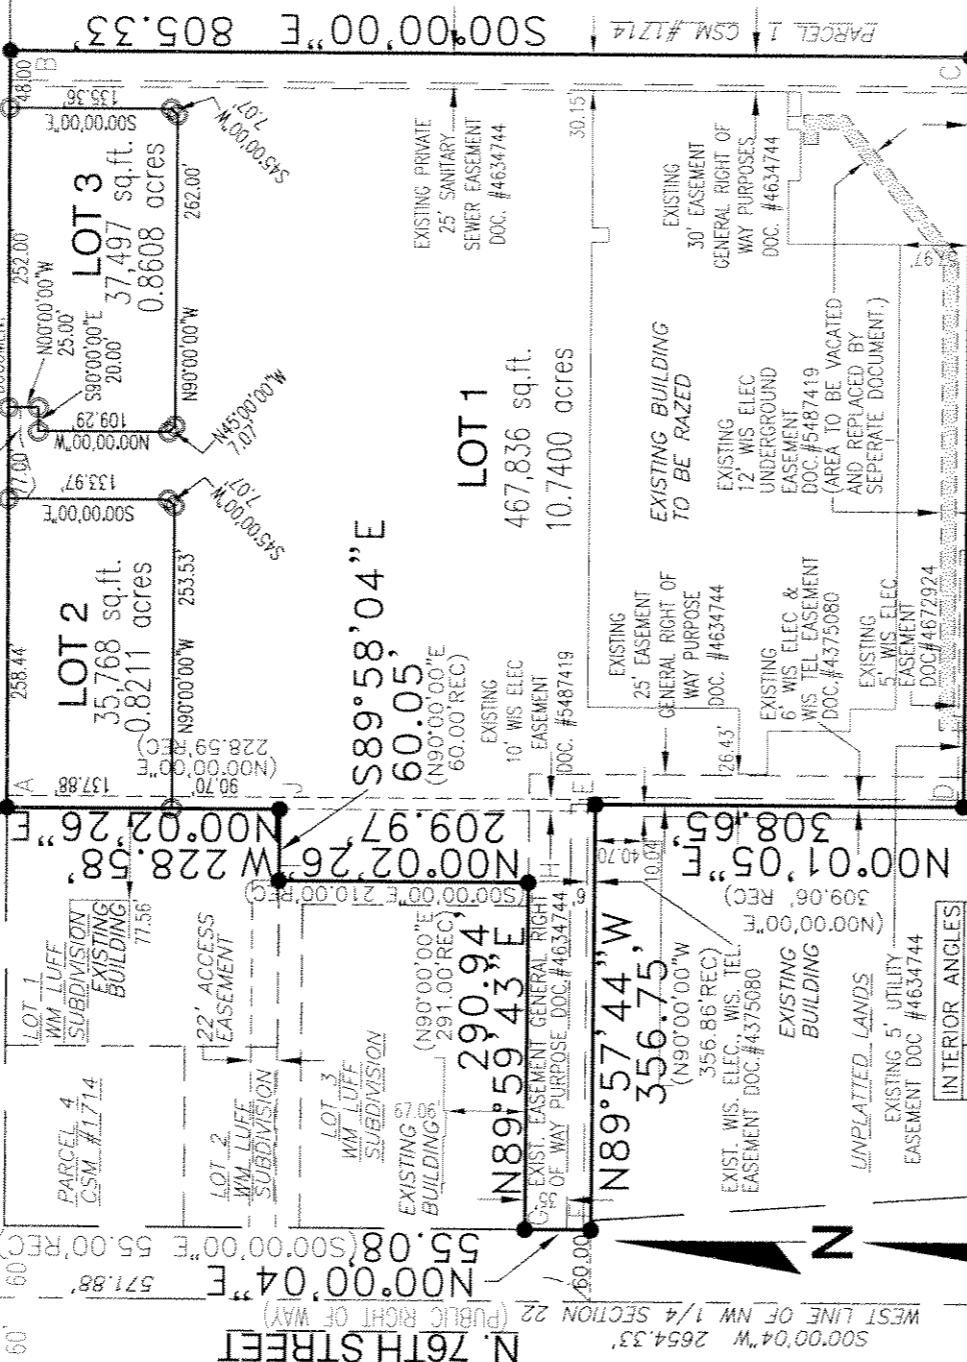 805.33'
S00°00'00"E
PARCEL 1 CSM #1714
48.00
B
C
135.36'
S00°00'00"E
S45°00'00"W
7.07'
252.00'
LOT 3
37,497 sq.ft.
0.8608 acres
262.00'
N90°00'00"W
N00°00'00"W
25.00'
S90°00'00"E
20.00'
109.29'
N00°00'00"W
N45°00'00"W
7.07'
77.00'
133.97'
S00°00'00"E
S45°00'00"W
7.07'
258.44'
LOT 2
35,768 sq.ft.
0.8211 acres
253.53'
N90°00'00"W
A
137.88'
90.70'
(N00°00'00"E
228.59'REC)
EXISTING PRIVATE
25' SANITARY
SEWER EASEMENT
DOC. #4634744
30.15
EXISTING
30' EASEMENT
GENERAL RIGHT OF
WAY PURPOSES
DOC. #4634744
LOT 1
467,836 sq.ft.
10.7400 acres
EXISTING BUILDING
TO BE RAZED
EXISTING
12' WIS ELEC
UNDERGROUND
EASEMENT
DOC.#5487419
(AREA TO BE VACATED
AND REPLACED BY
SEPERATE DOCUMENT.)
S89°58'04"E
60.05'
(N90°00'00"E
60.00'REC)
EXISTING
10' WIS ELEC
EASEMENT
DOC. #5487419
EXISTING
25' EASEMENT
GENERAL RIGHT OF
WAY PURPOSE
DOC. #4634744
26.43'
EXISTING
6' WIS ELEC &
WIS TEL EASEMENT
DOC.#4375080
EXISTING
5' WIS ELEC
EASEMENT
DOC#4672924
D
E
N00°02'26"E
228.58'
N00°02'26"W
209.97'
(S00°00'00"E 210.00'REC)
H
N00°01'05"E
308.65'
(N00°00'00"E
309.06' REC)
40.70
10.04
6'
LOT 1
WM LUFF
SUBDIVISION
EXISTING
BUILDING
77.56'
22' ACCESS
EASEMENT
PARCEL 4
CSM #1714
LOT 2
WM LUFF
SUBDIVISION
LOT 3
WM LUFF
SUBDIVISION
EXISTING
BUILDING
N89°59'43"E
290.94'
(N90°00'00"E
291.00'REC)
EXIST. EASEMENT GENERAL RIGHT
OF WAY PURPOSE DOC.#4634744
G
F
N89°57'44"W
356.75'
(N90°00'00"W
356.86'REC)
EXIST. WIS. ELEC., WIS. TEL.
EASEMENT DOC.#4375080
EXISTING
BUILDING
UNPLATTED LANDS
EXISTING 5' UTILITY
EASEMENT DOC #4634744
INTERIOR ANGLES
N00°00'04"E
55.08'
(S00°00'00"E 55.00'REC)
571.88'
60'
60'
60.00'
N
N. 76TH STREET
(PUBLIC RIGHT OF WAY)
WEST LINE OF NW 1/4 SECTION 22
S00°00'04"W 2654.33'